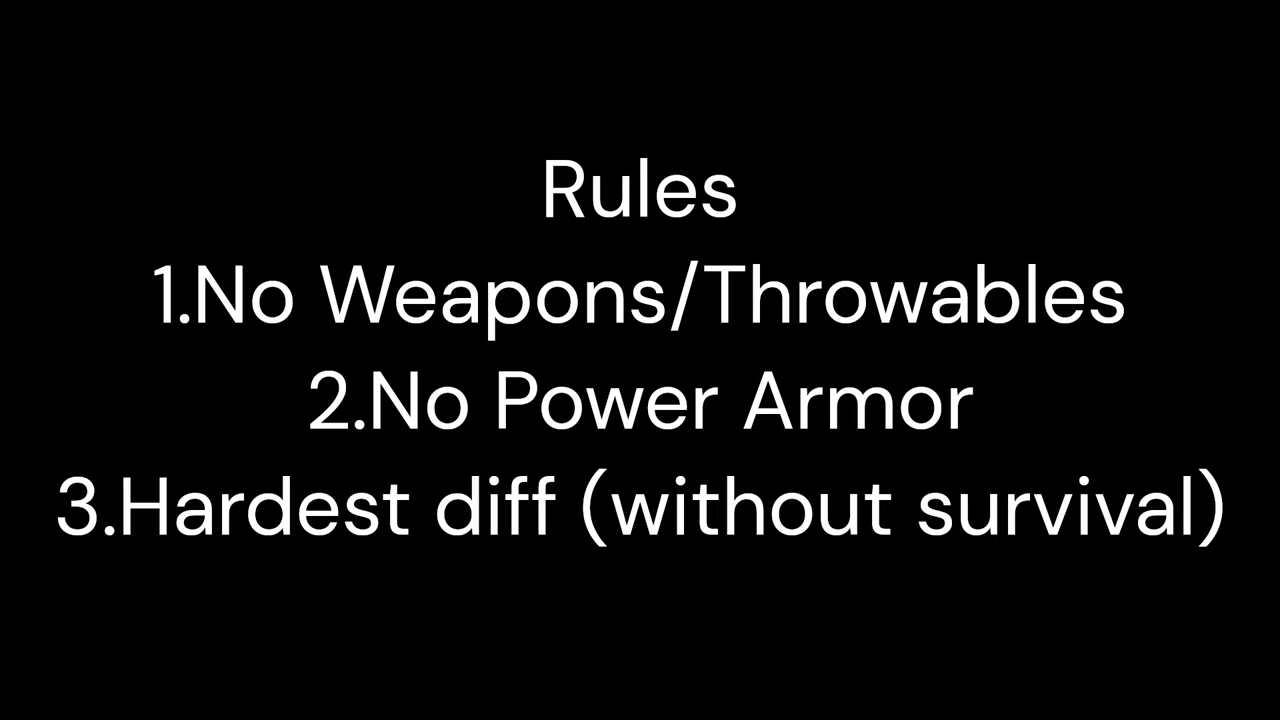 Rules
1.No Weapons/Throwables
2.No Power Armor
3.Hardest diff (without survival)